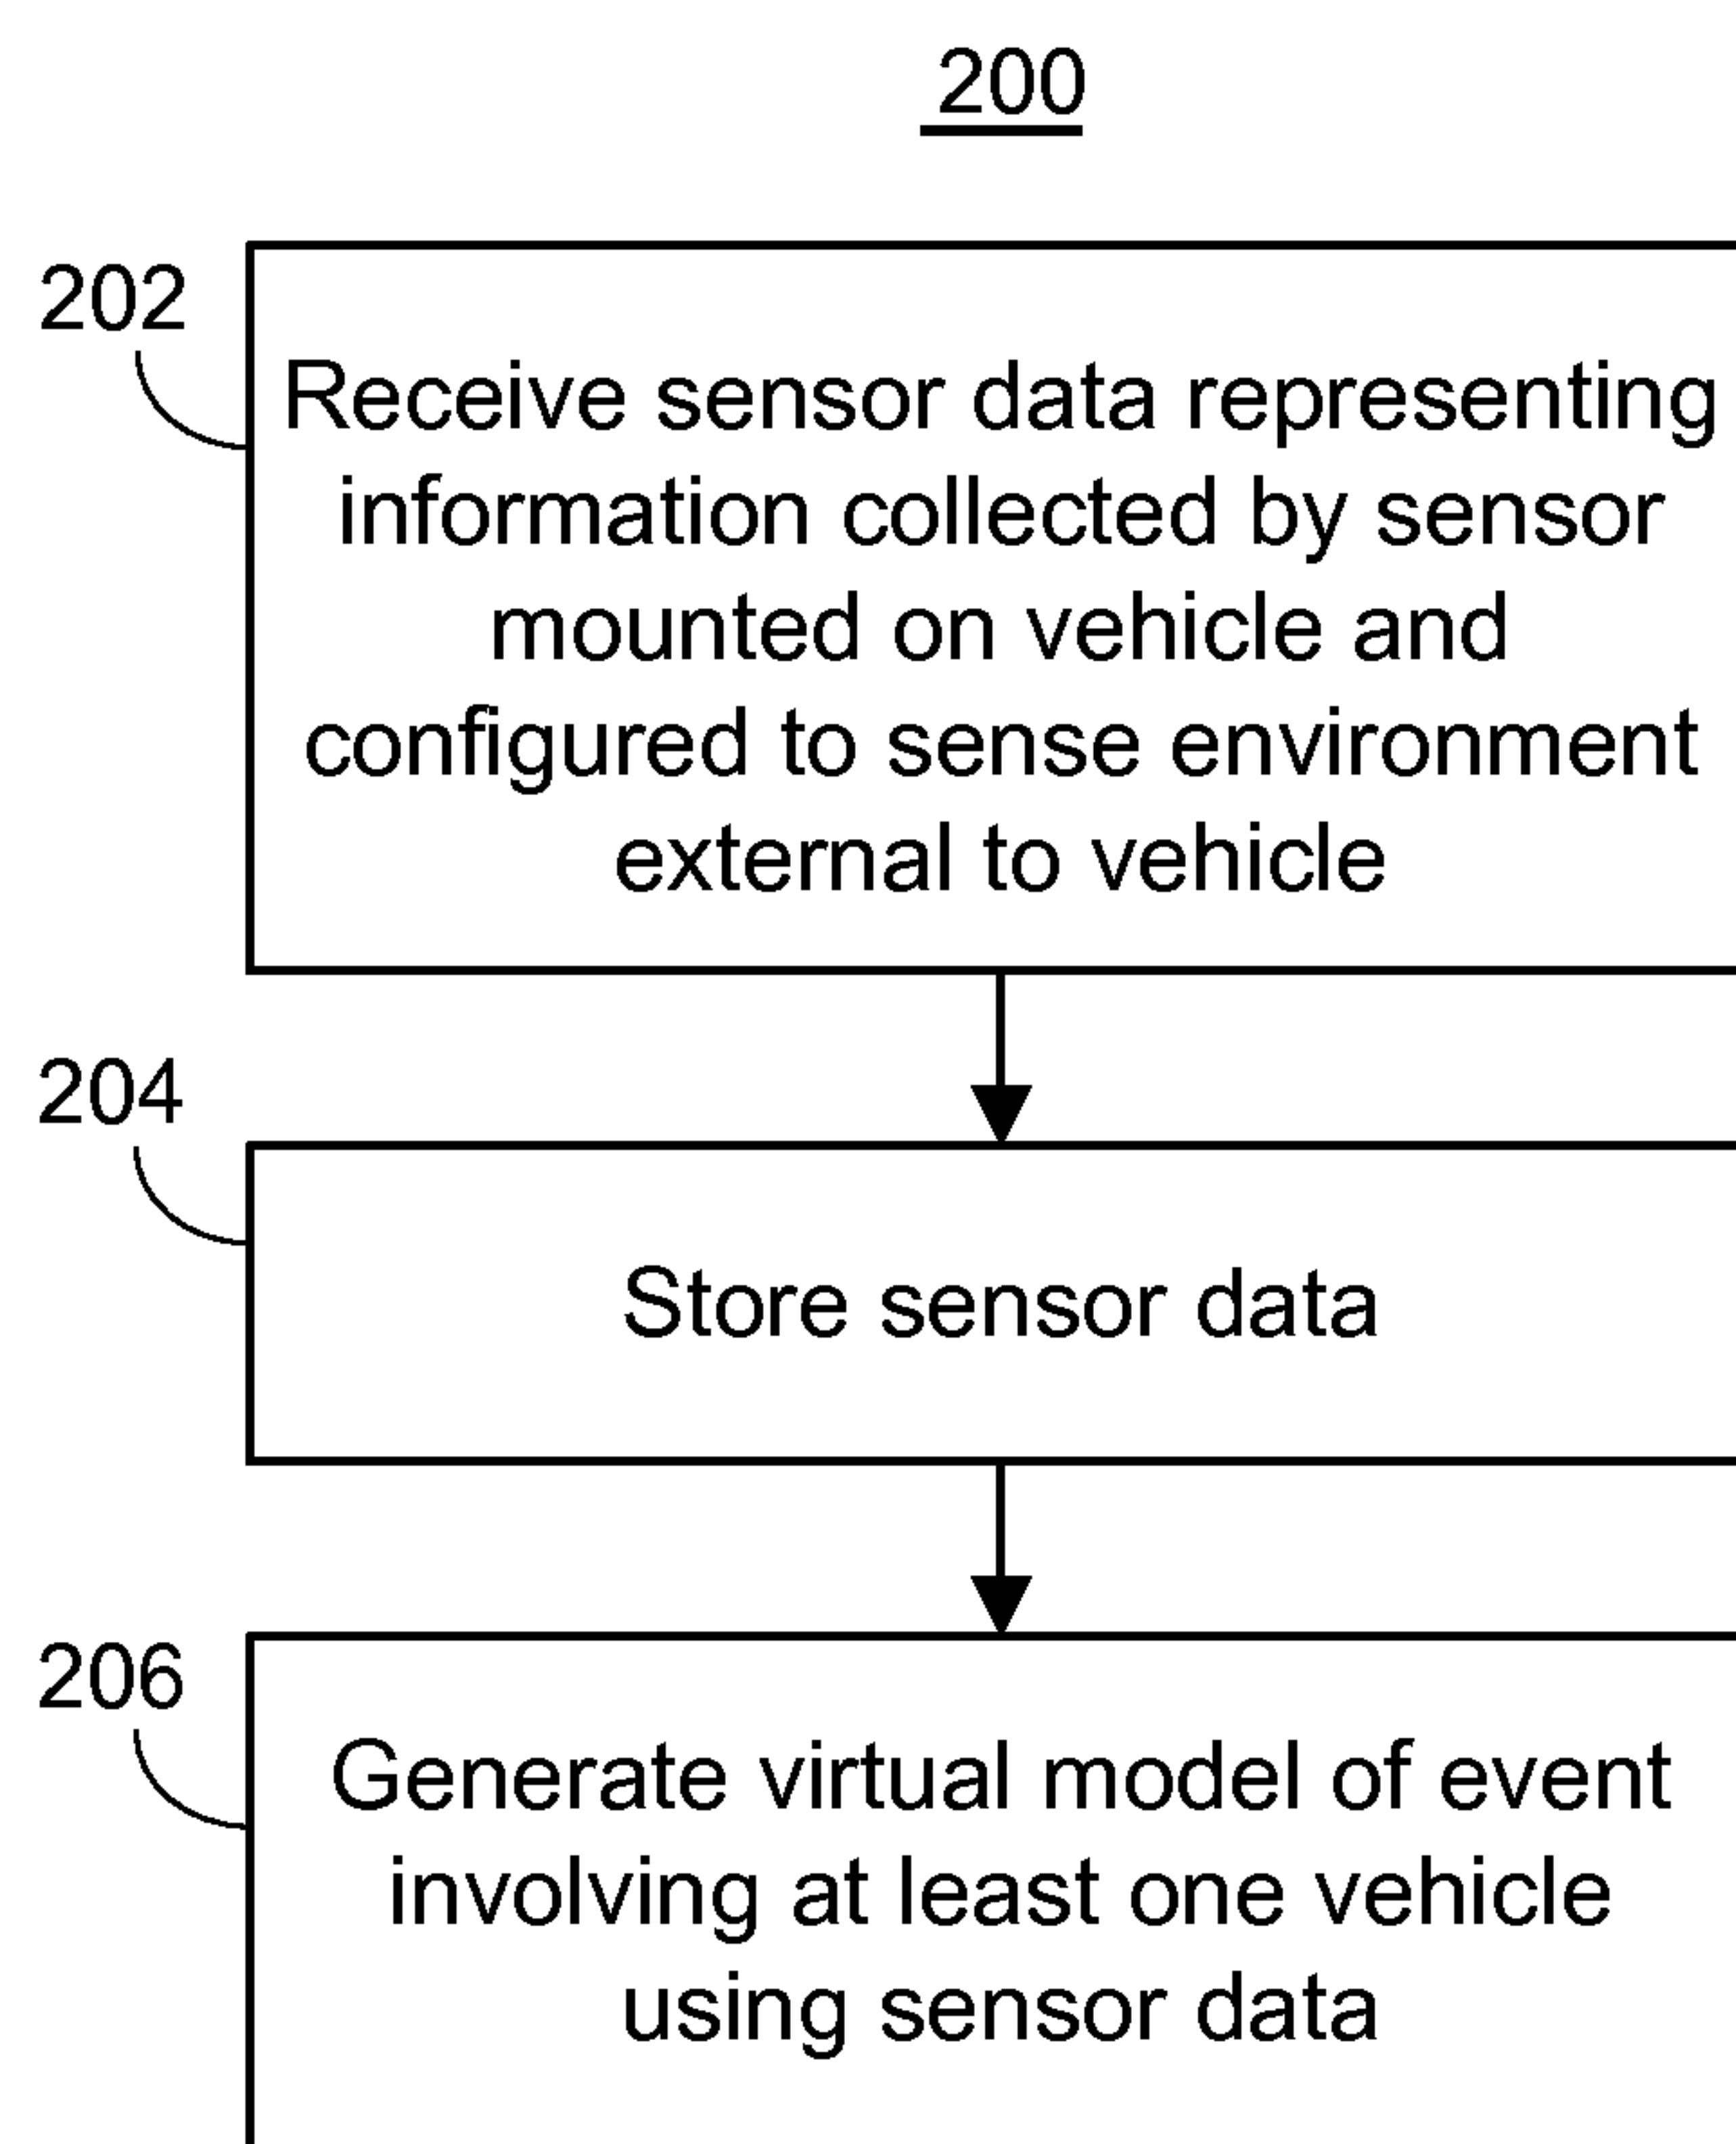 200
202
Receive sensor data representing
information collected by sensor
mounted on vehicle and
configured to sense environment
external to vehicle
204
Store sensor data
206
Generate virtual model of event
involving at least one vehicle
using sensor data